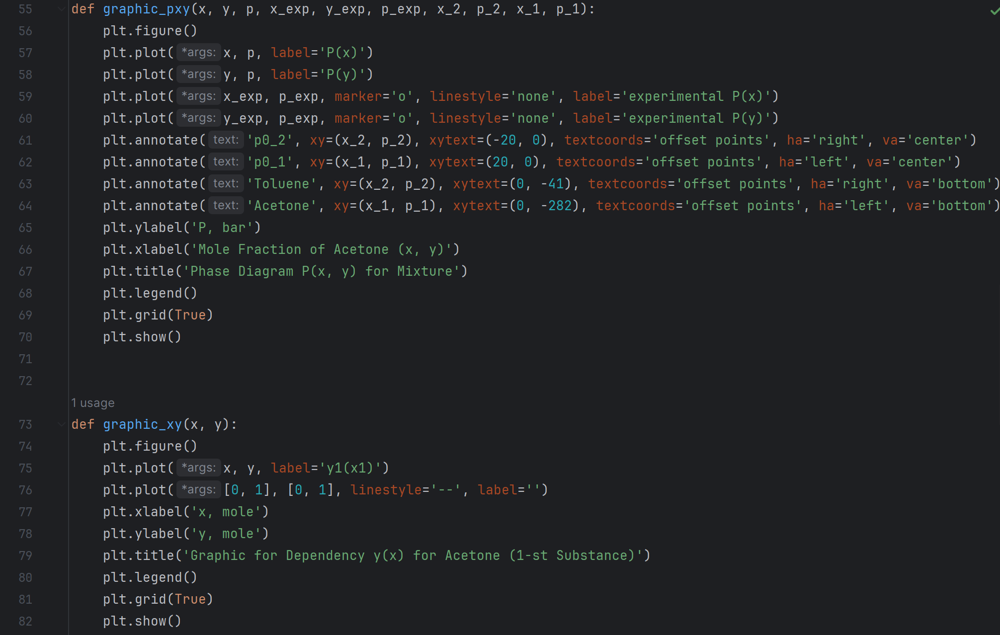 55 def graphic_pxy(x, y, p, x_exp, y_exp, p_exp, x_2, p_2, x_1, p_1):
56     plt.figure()
57     plt.plot( *args: x, p, label='P(x)')
58     plt.plot( *args: y, p, label='P(y)')
59     plt.plot( *args: x_exp, p_exp, marker='o', linestyle='none', label='experimental P(x)')
60     plt.plot( *args: y_exp, p_exp, marker='o', linestyle='none', label='experimental P(y)')
61     plt.annotate( text: 'p0_2', xy=(x_2, p_2), xytext=(-20, 0), textcoords='offset points', ha='right', va='center')
62     plt.annotate( text: 'p0_1', xy=(x_1, p_1), xytext=(20, 0), textcoords='offset points', ha='left', va='center')
63     plt.annotate( text: 'Toluene', xy=(x_2, p_2), xytext=(0, -41), textcoords='offset points', ha='right', va='bottom')
64     plt.annotate( text: 'Acetone', xy=(x_1, p_1), xytext=(0, -282), textcoords='offset points', ha='left', va='bottom')
65     plt.ylabel('P, bar')
66     plt.xlabel('Mole Fraction of Acetone (x, y)')
67     plt.title('Phase Diagram P(x, y) for Mixture')
68     plt.legend()
69     plt.grid(True)
70     plt.show()
71
72
1 usage
73 def graphic_xy(x, y):
74     plt.figure()
75     plt.plot( *args: x, y, label='y1(x1)')
76     plt.plot( *args: [0, 1], [0, 1], linestyle='--', label='')
77     plt.xlabel('x, mole')
78     plt.ylabel('y, mole')
79     plt.title('Graphic for Dependency y(x) for Acetone (1-st Substance)')
80     plt.legend()
81     plt.grid(True)
82     plt.show()